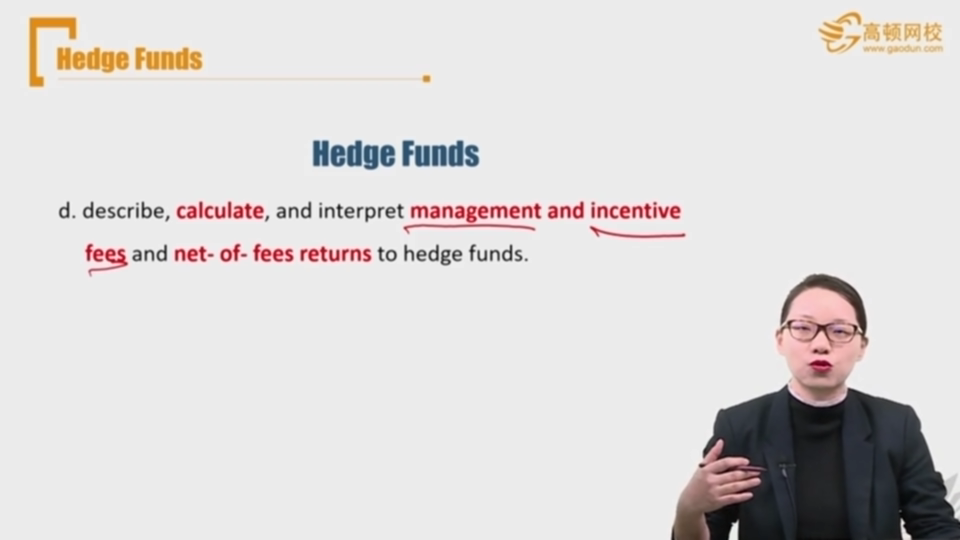 Hedge Funds
高顿网校
www.gaodun.com
Hedge Funds
d. describe, calculate, and interpret management and incentive
fees and net- of- fees returns to hedge funds.